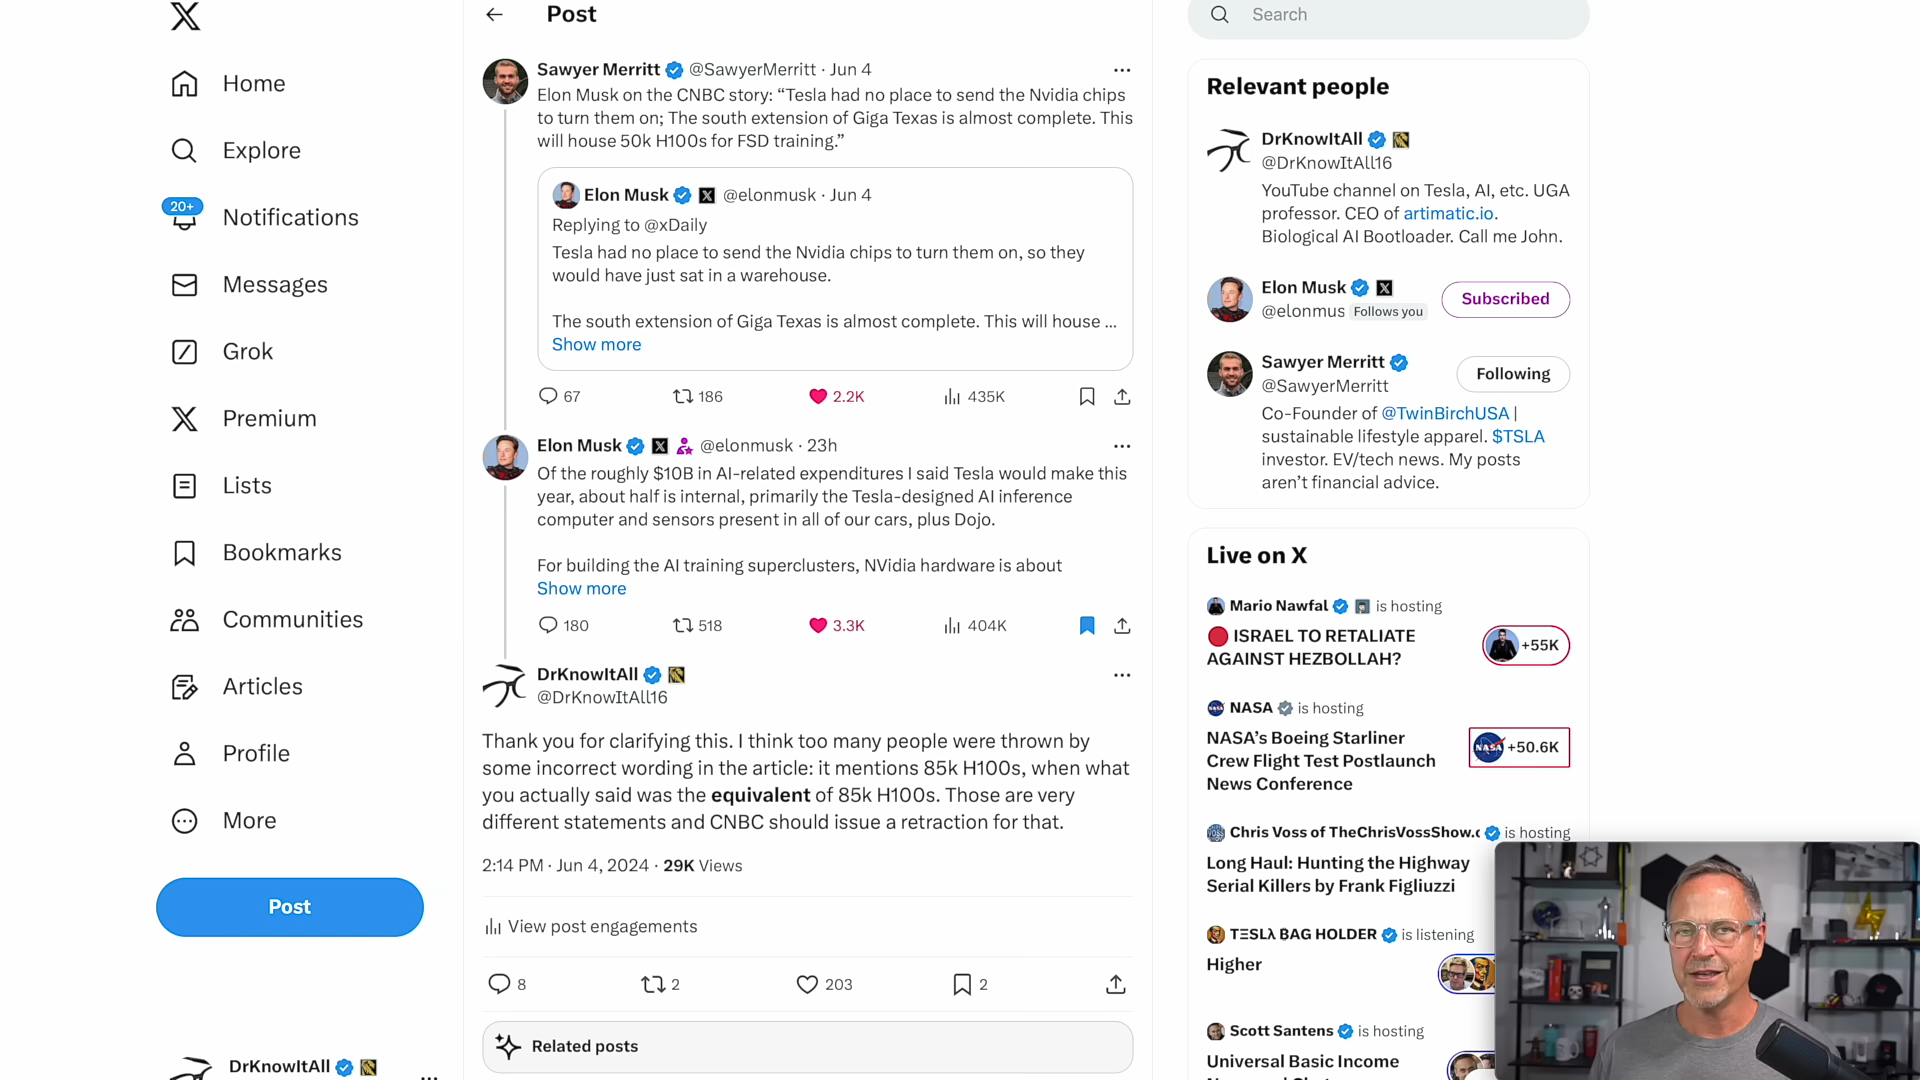 Post
Search
Home
Explore
20+
Notifications
Messages
Grok
Premium
Lists
Bookmarks
Communities
Articles
Profile
More
Post
DrKnowItAll
Sawyer Merritt @SawyerMerritt · Jun 4
Elon Musk on the CNBC story: “Tesla had no place to send the Nvidia chips
to turn them on; The south extension of Giga Texas is almost complete. This
will house 50k H100s for FSD training.”
Elon Musk @elonmusk · Jun 4
Replying to @xDaily
Tesla had no place to send the Nvidia chips to turn them on, so they
would have just sat in a warehouse.
The south extension of Giga Texas is almost complete. This will house ...
Show more
67 186 2.2K 435K
Elon Musk @elonmusk · 23h
Of the roughly $10B in AI-related expenditures I said Tesla would make this
year, about half is internal, primarily the Tesla-designed AI inference
computer and sensors present in all of our cars, plus Dojo.
For building the AI training superclusters, NVidia hardware is about
Show more
180 518 3.3K 404K
DrKnowItAll
@DrKnowItAll16
Thank you for clarifying this. I think too many people were thrown by
some incorrect wording in the article: it mentions 85k H100s, when what
you actually said was the equivalent of 85k H100s. Those are very
different statements and CNBC should issue a retraction for that.
2:14 PM · Jun 4, 2024 · 29K Views
View post engagements
8 2 203 2
Related posts
Relevant people
DrKnowItAll
@DrKnowItAll16
YouTube channel on Tesla, AI, etc. UGA
professor. CEO of artimatic.io.
Biological AI Bootloader. Call me John.
Elon Musk
@elonmus Follows you
Subscribed
Sawyer Merritt
@SawyerMerritt
Following
Co-Founder of @TwinBirchUSA |
sustainable lifestyle apparel. $TSLA
investor. EV/tech news. My posts
aren’t financial advice.
Live on X
Mario Nawfal is hosting
ISRAEL TO RETALIATE
AGAINST HEZBOLLAH?
+55K
NASA is hosting
NASA’s Boeing Starliner
Crew Flight Test Postlaunch
News Conference
NASA +50.6K
Chris Voss of TheChrisVossShow.c is hosting
Long Haul: Hunting the Highway
Serial Killers by Frank Figliuzzi
TΞSLλ BAG HOLDER is listening
Higher
Scott Santens is hosting
Universal Basic Income